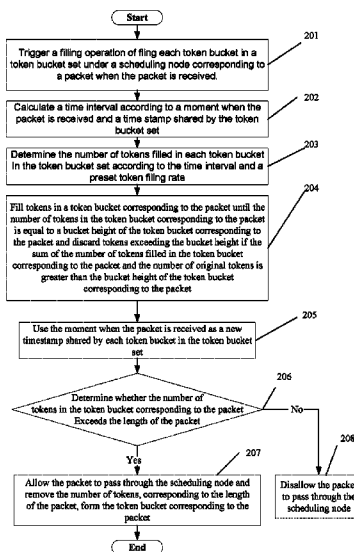 Start
201
Trigger a filling operation of fling each token bucket in a
token bucket set under a scheduling node corresponding to
a packet when the packet is received.
202
Calculate a time interval according to a moment when the
packet is received and a time stamp shared by the token
bucket set
203
Determine the number of tokens filled in each token bucket
In the token bucket set according to the time interval and a
preset token filng rate
204
Fill tokens in a token bucket corresponding to the packet until the
number of tokens in the token bucket corresponding to the packet
is equal to a bucket height of the token bucket corresponding to
the packet and discard tokens exceeding the bucket height if the
sum of the number of tokens filled in the token bucket
corresponding to the packet and the number of original tokens is
greater than the bucket height of the token bucket
corresponding to the packet
205
Use the moment when the packet is received as a new
timestamp shared by each token bucket in the token bucket
set
206
Determine whether the number of
tokens in the token bucket corresponding to the packet
Exceeds the length of the packet
No
Yes
207
208
Allow the packet to pass through the scheduling node and
remove the number of tokens, corresponding to the length
of the packet, form the token bucket corresponding to the
packet
Disallow the packet
to pass through the
scheduling node
End